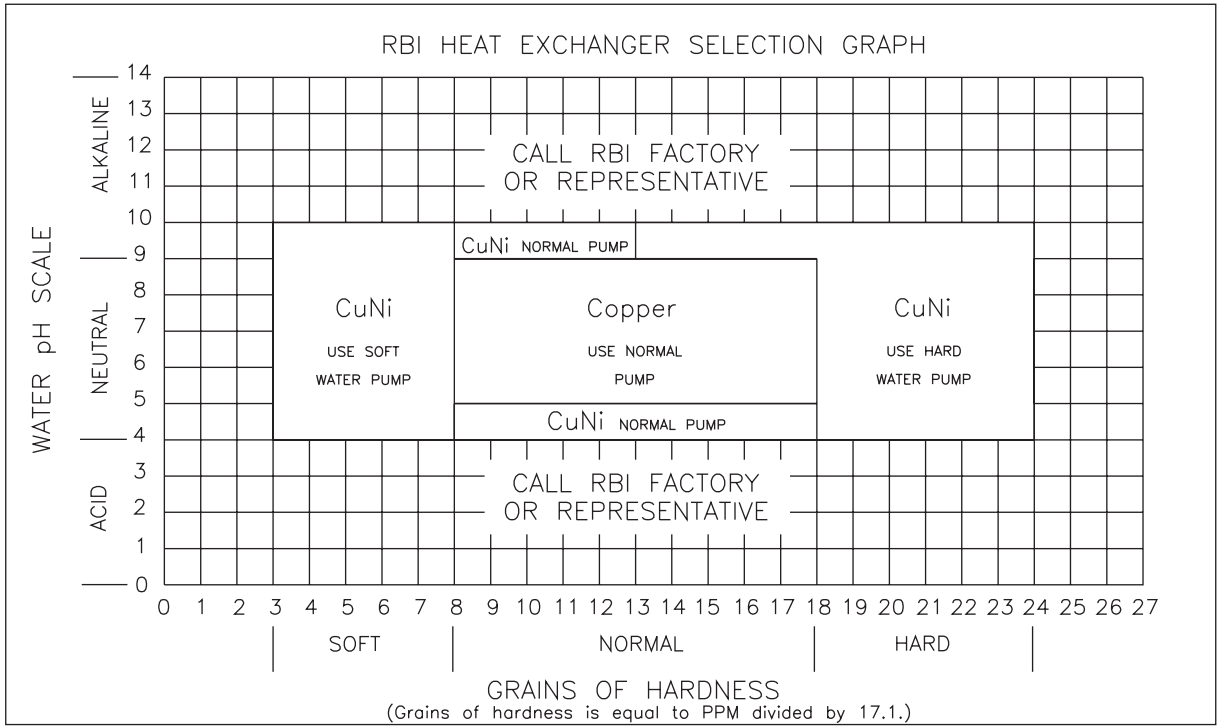 RBI HEAT EXCHANGER SELECTION GRAPH
WATER pH SCALE
ALKALINE
NEUTRAL
ACID
14
13
12
11
10
9
8
7
6
5
4
3
2
1
0
CALL RBI FACTORY
OR REPRESENTATIVE
CuNi NORMAL PUMP
CuNi
USE SOFT
WATER PUMP
Copper
USE NORMAL
PUMP
CuNi
USE HARD
WATER PUMP
CuNi NORMAL PUMP
CALL RBI FACTORY
OR REPRESENTATIVE
0 1 2 3 4 5 6 7 8 9 10 11 12 13 14 15 16 17 18 19 20 21 22 23 24 25 26 27
SOFT NORMAL HARD
GRAINS OF HARDNESS
(Grains of hardness is equal to PPM divided by 17.1.)